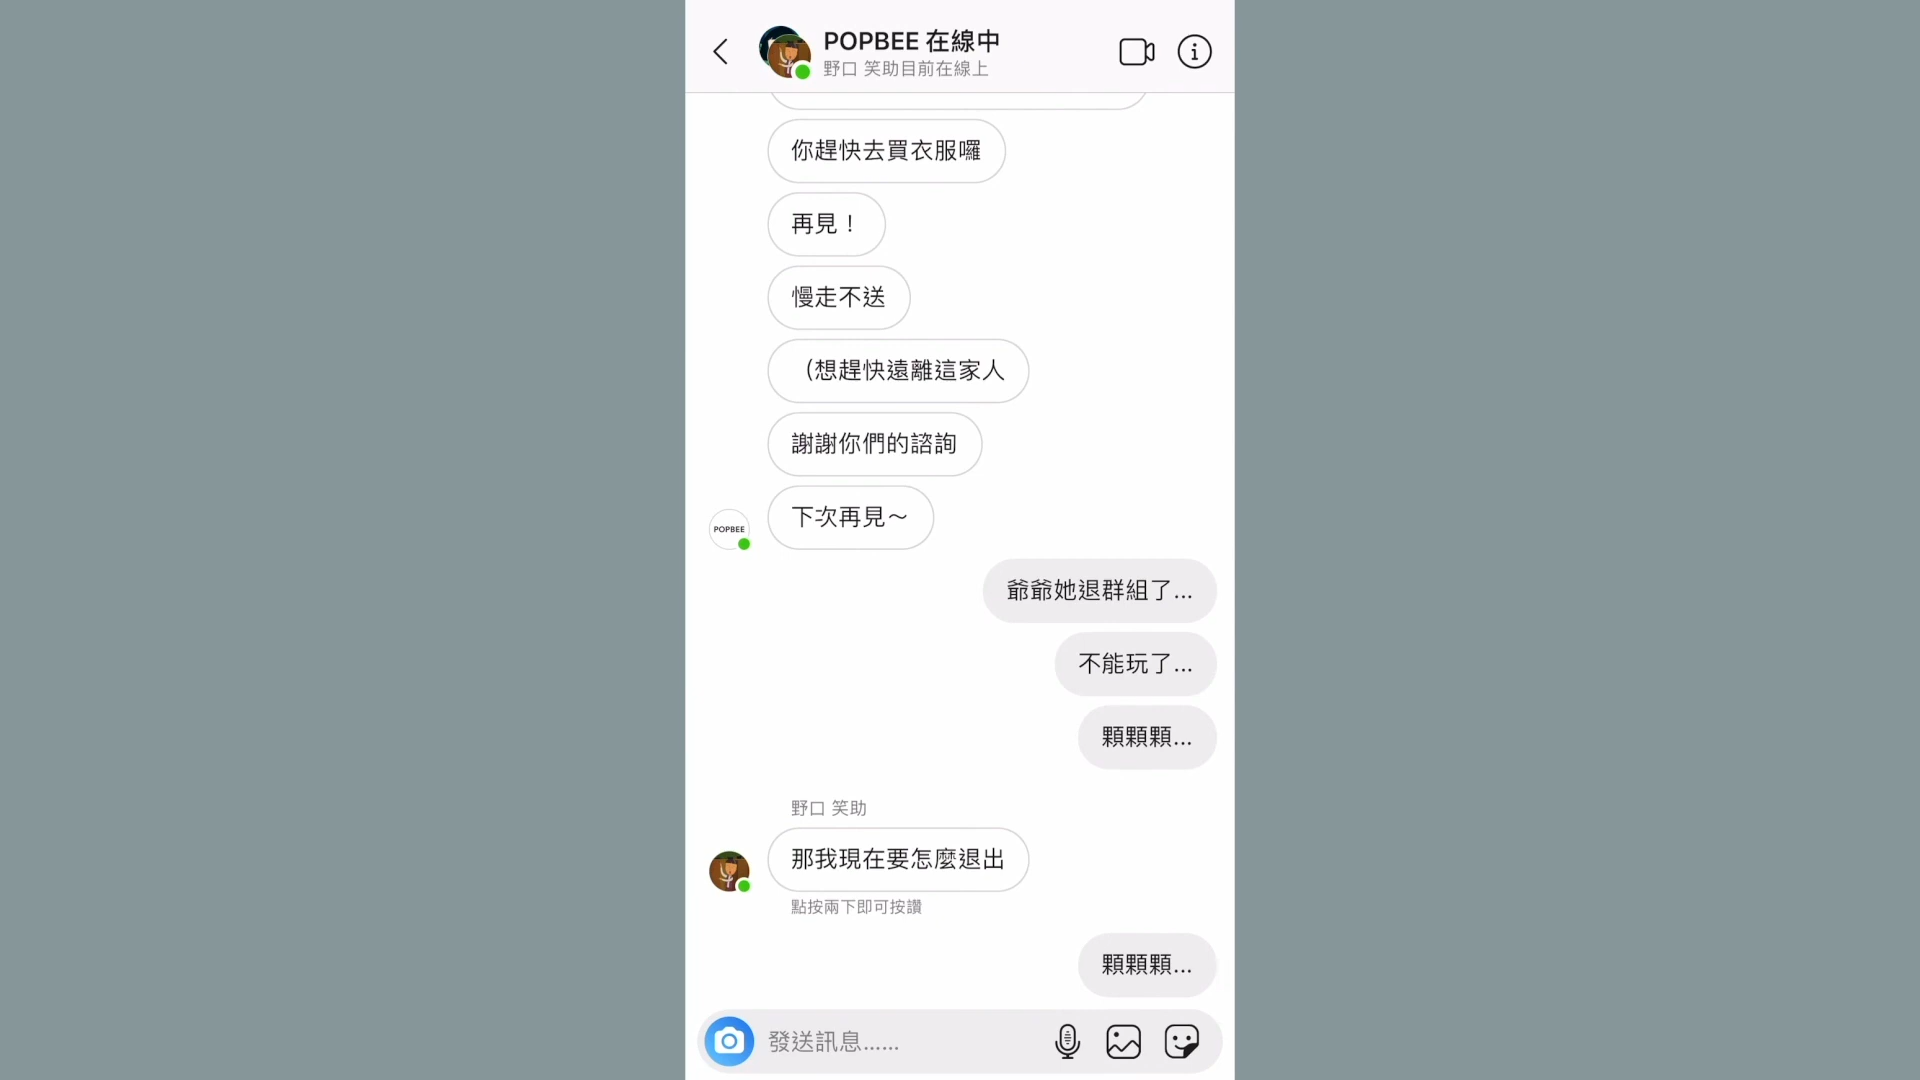 POPBEE 在線中
野口 笑助目前在線上
你趕快去買衣服囉
再見！
慢走不送
（想趕快遠離這家人
謝謝你們的諮詢
下次再見～
POPBEE
爺爺她退群組了...
不能玩了...
顆顆顆...
野口 笑助
那我現在要怎麼退出
點按兩下即可按讚
顆顆顆...
發送訊息......